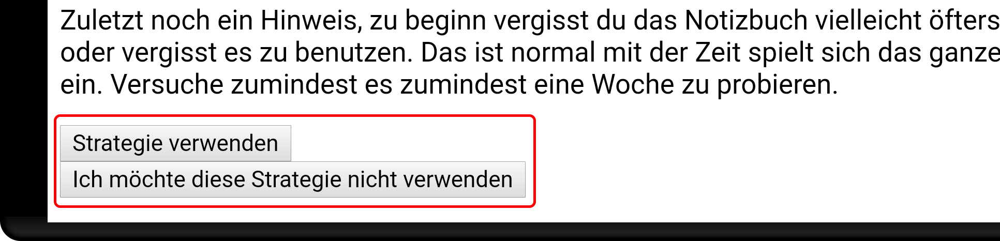 Zuletzt noch ein Hinweis, zu beginn vergisst du das Notizbuch vielleicht öfters
oder vergisst es zu benutzen. Das ist normal mit der Zeit spielt sich das ganze
ein. Versuche zumindest es zumindest eine Woche zu probieren.
Strategie verwenden
Ich möchte diese Strategie nicht verwenden